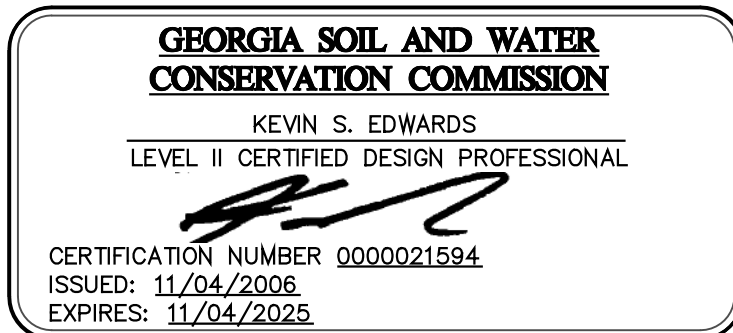 GEORGIA SOIL AND WATER
CONSERVATION COMMISSION
KEVIN S. EDWARDS
LEVEL II CERTIFIED DESIGN PROFESSIONAL
CERTIFICATION NUMBER 0000021594
ISSUED: 11/04/2006
EXPIRES: 11/04/2025